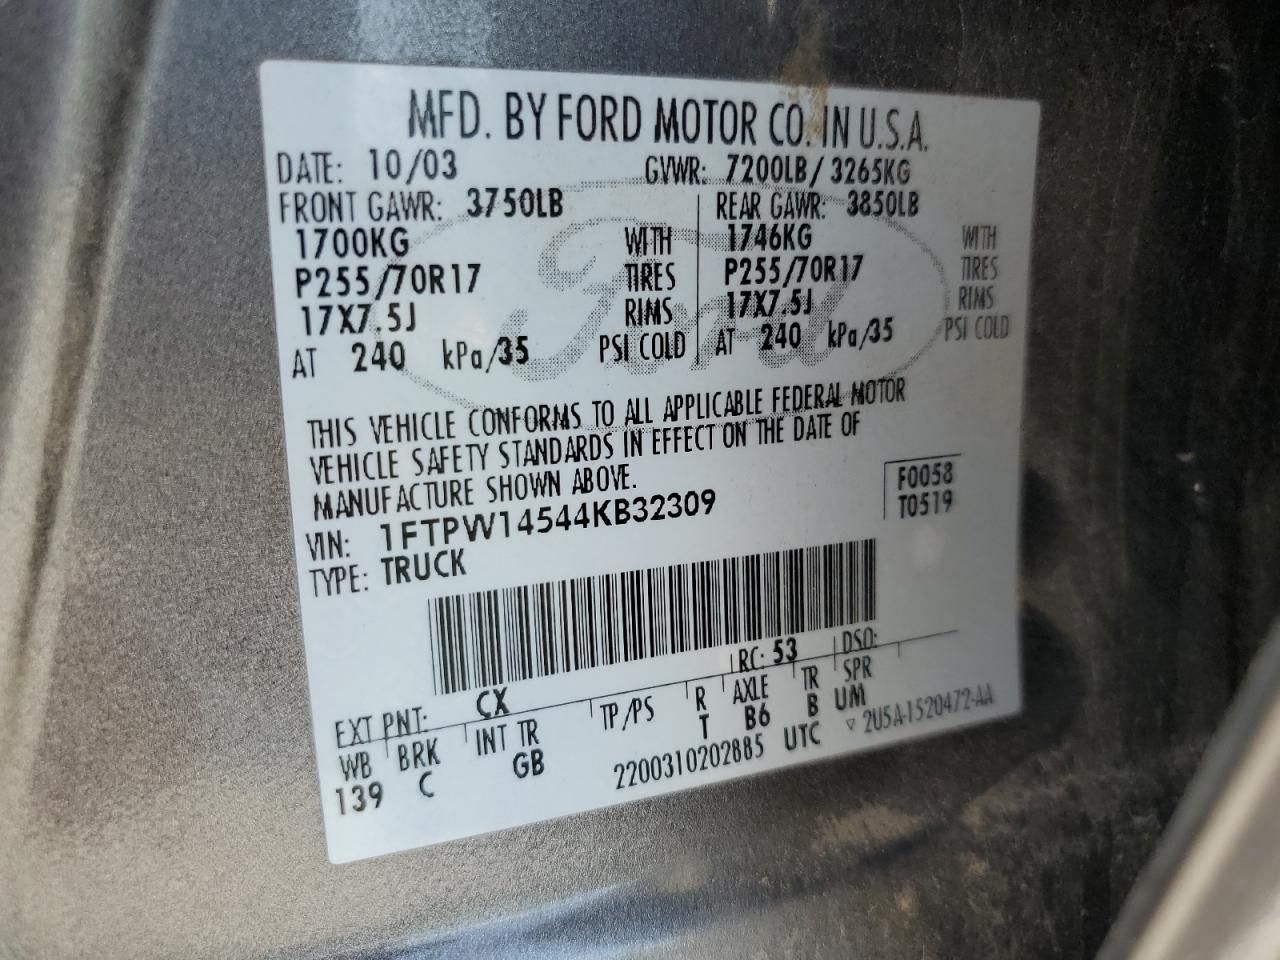 MFD. BY FORD MOTOR CO. IN U.S.A.
DATE: 10/03 GVWR: 7200LB/ 3265KG
FRONT GAWR: 3750LB REAR GAWR: 3850LB
1700KG WITH 1746KG WITH
P255/70R17 TIRES P255/70R17 TIRES
17X7.5J RIMS 17X7.5J RIMS
AT 240 kPa/35 PSI COLD AT 240 kPa/35 PSI COLD
Ford
THIS VEHICLE CONFORMS TO ALL APPLICABLE FEDERAL MOTOR
VEHICLE SAFETY STANDARDS IN EFFECT ON THE DATE OF
MANUFACTURE SHOWN ABOVE.
F0058
T0519
VIN: 1FTPW14544KB32309
TYPE: TRUCK
EXT PNT: CX RC: 53 DSO:
WB BRK INT TR TP/PS R AXLE TR SPR
139 C GB T B6 B UM
2200310202885 UTC ▽ 2U5A-1520472-AA